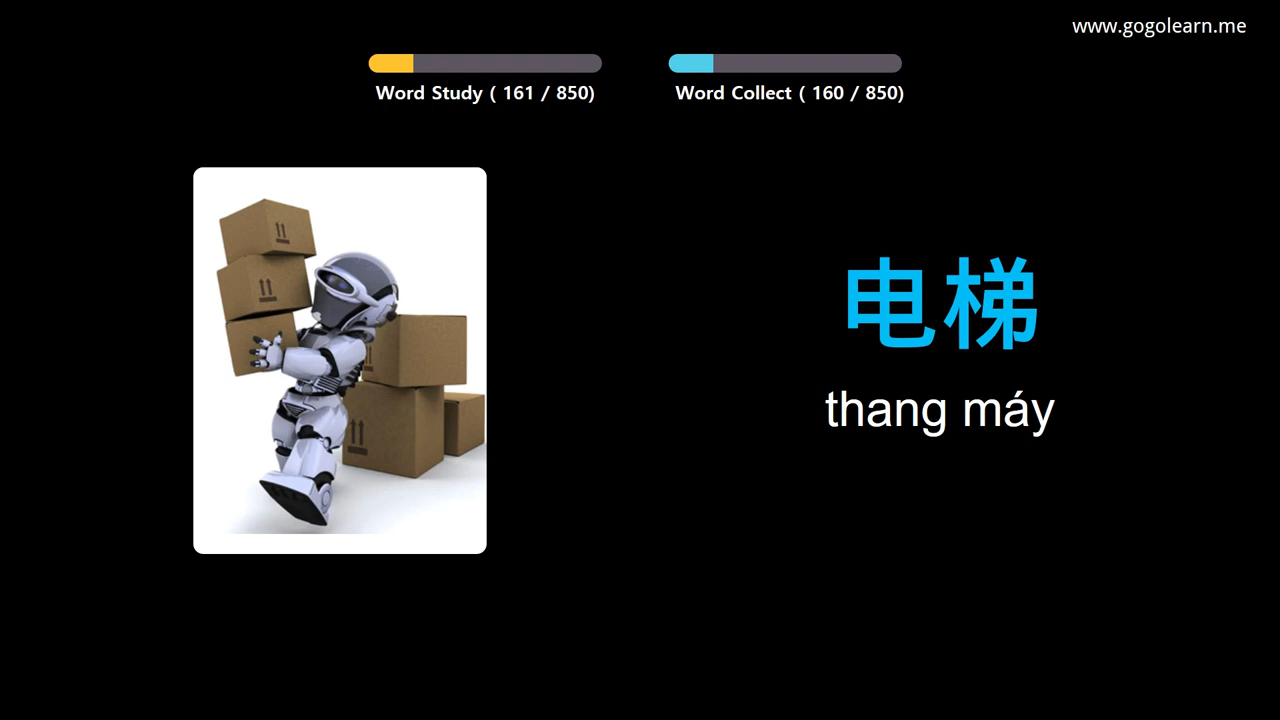 www.gogolearn.me
Word Study ( 161 / 850)
Word Collect ( 160 / 850)
电梯
thang máy